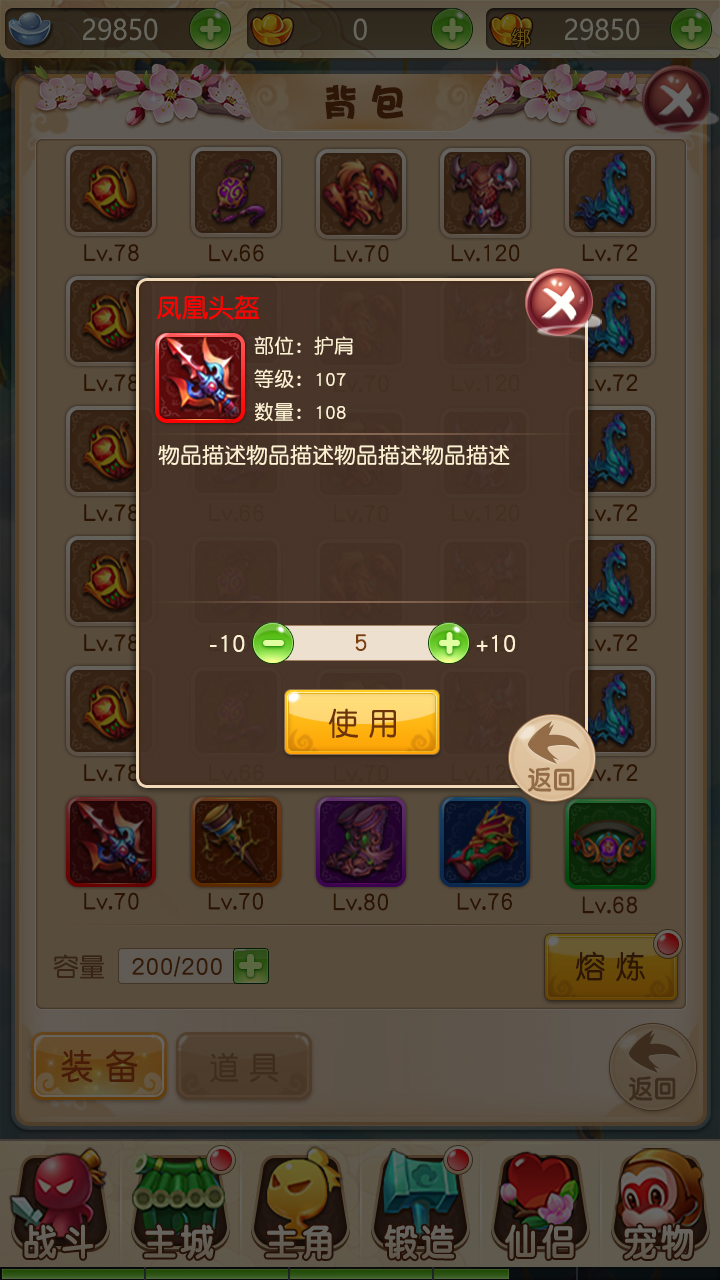 29850 0 绑 29850
背包
Lv.78 Lv.66 Lv.70 Lv.120 Lv.72
凤凰头盔
部位：护肩
等级：107
数量：108
物品描述物品描述物品描述物品描述
Lv.78 Lv.70 Lv.120 Lv.72
Lv.78 Lv.66 Lv.70 Lv.120 Lv.72
Lv.78 Lv.72
-10 5 +10
使用
返回
Lv.78 Lv.66 Lv.70 Lv.72
Lv.70 Lv.70 Lv.80 Lv.76 Lv.68
容量 200/200 熔炼
装备 道具 返回
战斗 主城 主角 锻造 仙侣 宠物